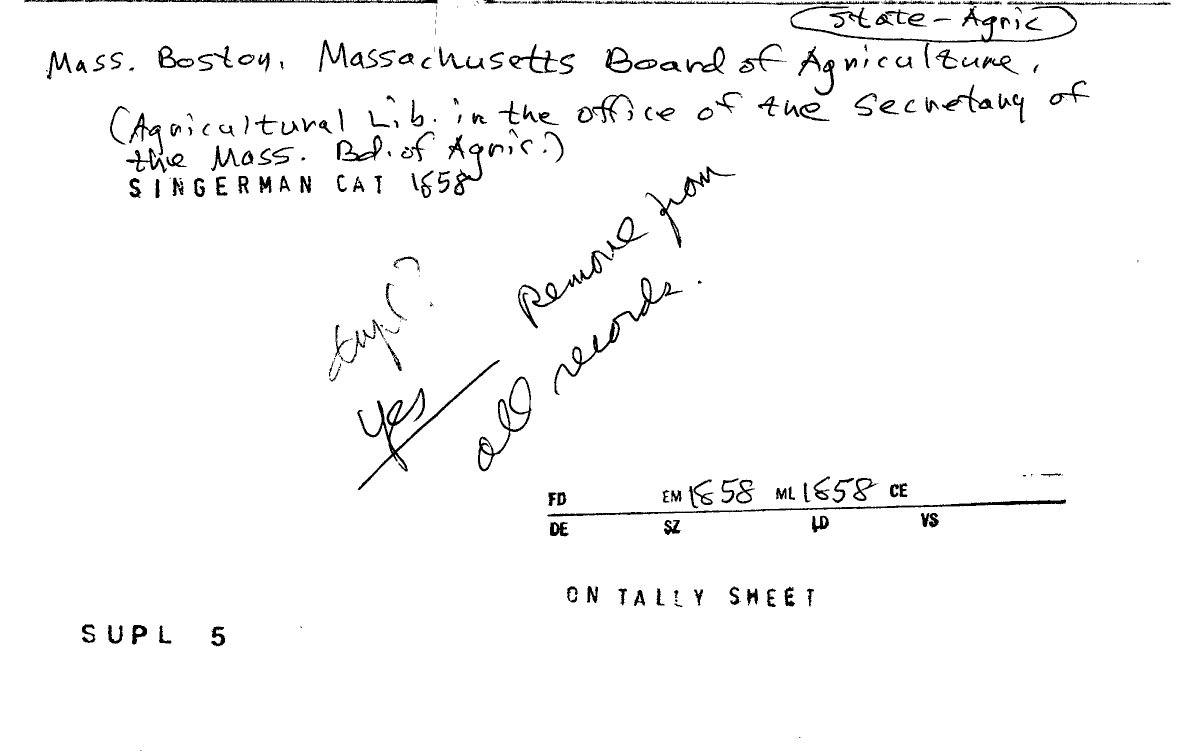 State-Agric
Mass. Boston. Massachusetts Board of Agriculture.
(Agricultural Lib. in the office of the Secretary of
the Mass. Bd. of Agric.)
SINGERMAN CAT 1858
dupl?
yes
Remove from
all records.
FD EM 1858 ML 1858 CE
DE SZ LD VS
ON TALLY SHEET
SUPL 5